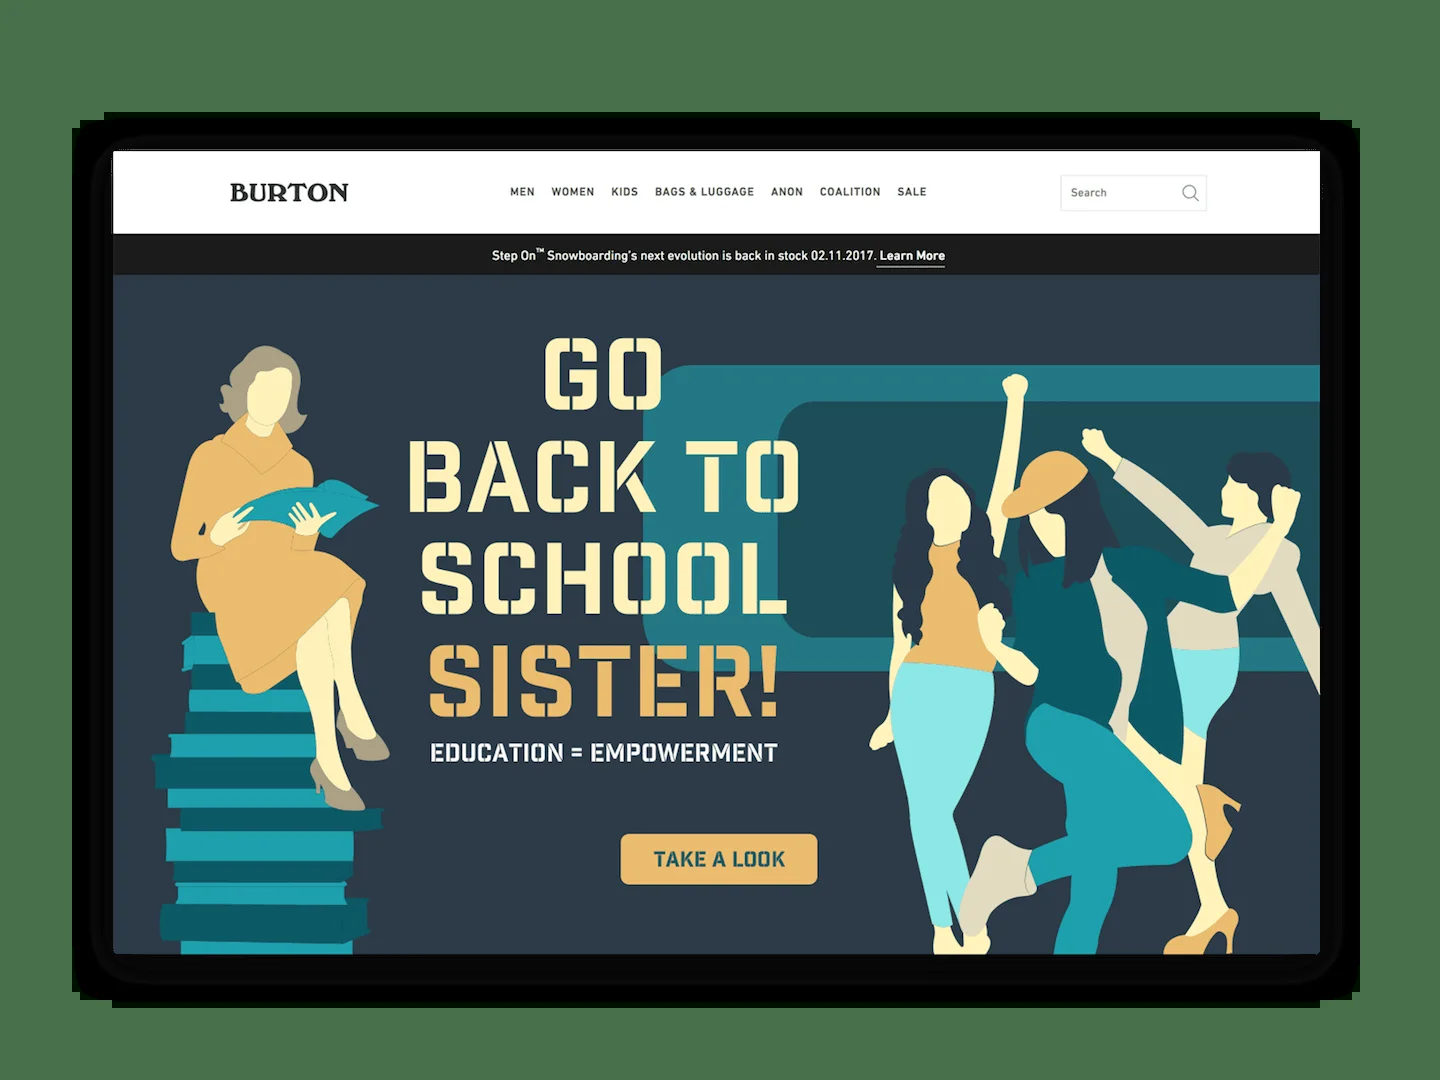 BURTON
MEN WOMEN KIDS BAGS & LUGGAGE ANON COALITION SALE
Search
Step On™ Snowboarding's next evolution is back in stock 02.11.2017. Learn More
GO
BACK TO
SCHOOL
SISTER!
EDUCATION = EMPOWERMENT
TAKE A LOOK